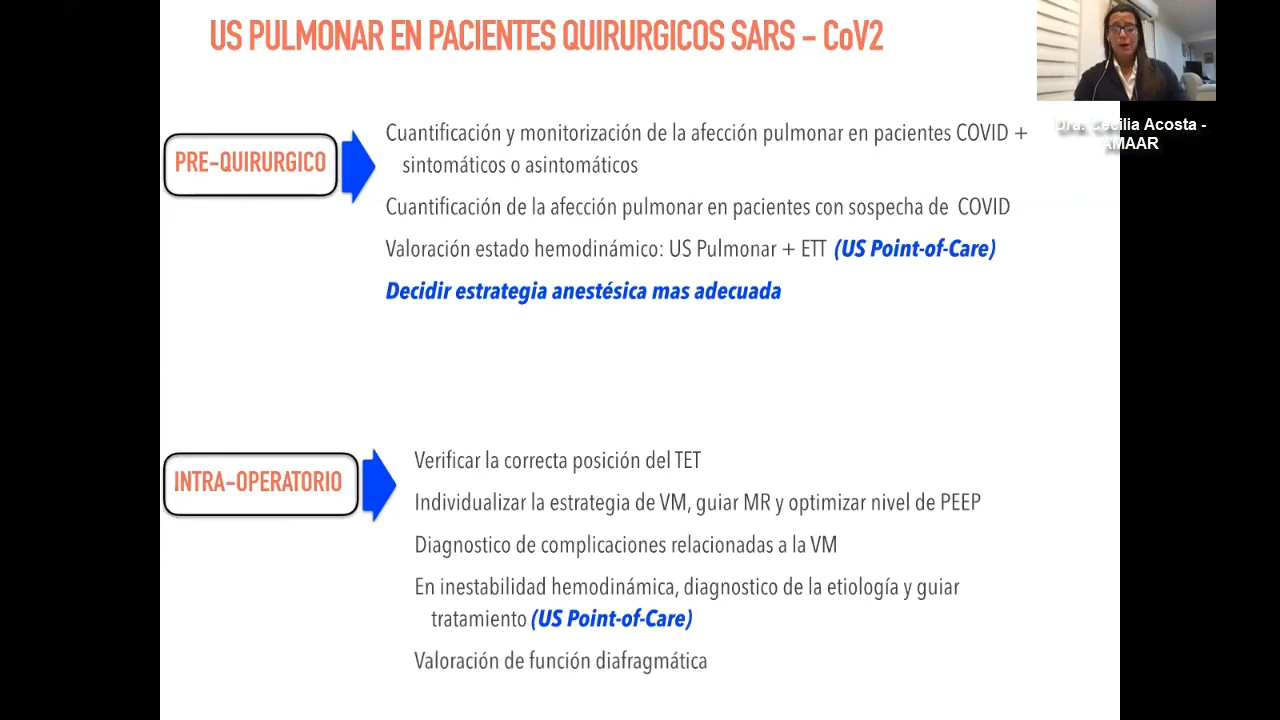 US PULMONAR EN PACIENTES QUIRURGICOS SARS – CoV2
Dra. Cecilia Acosta -
AMAAR
PRE-QUIRURGICO
Cuantificación y monitorización de la afección pulmonar en pacientes COVID +
sintomáticos o asintomáticos
Cuantificación de la afección pulmonar en pacientes con sospecha de COVID
Valoración estado hemodinámico: US Pulmonar + ETT (US Point-of-Care)
Decidir estrategia anestésica mas adecuada
INTRA-OPERATORIO
Verificar la correcta posición del TET
Individualizar la estrategia de VM, guiar MR y optimizar nivel de PEEP
Diagnostico de complicaciones relacionadas a la VM
En inestabilidad hemodinámica, diagnostico de la etiología y guiar
tratamiento (US Point-of-Care)
Valoración de función diafragmática